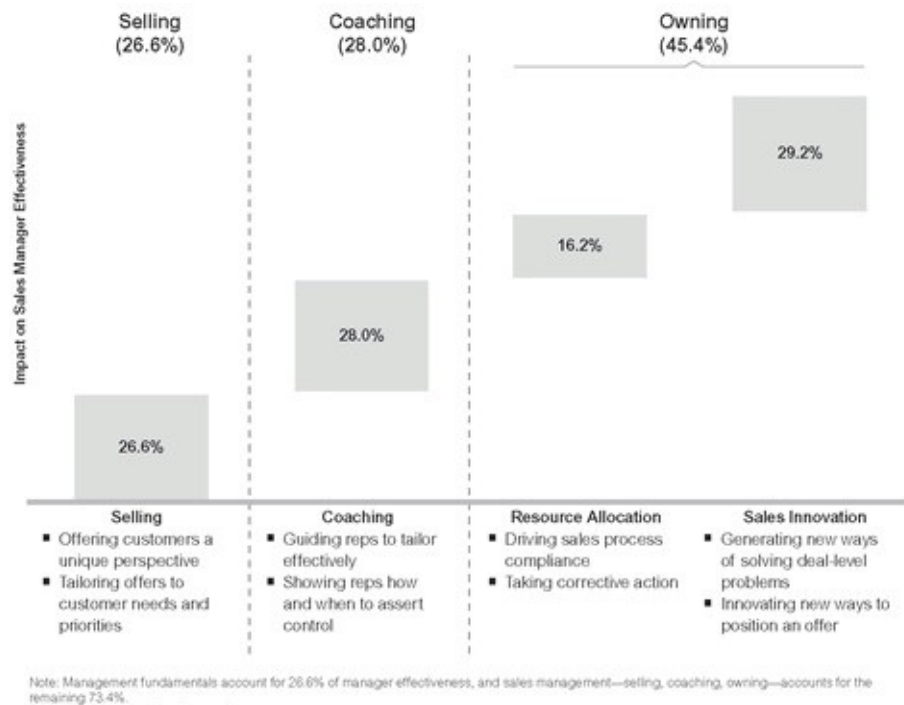 Selling
(26.6%)
Coaching
(28.0%)
Owning
(45.4%)
Impact on Sales Manager Effectiveness
29.2%
16.2%
28.0%
26.6%
Selling
▪ Offering customers a
unique perspective
▪ Tailoring offers to
customer needs and
priorities
Coaching
▪ Guiding reps to tailor
effectively
▪ Showing reps how
and when to assert
control
Resource Allocation
▪ Driving sales process
compliance
▪ Taking corrective action
Sales Innovation
▪ Generating new ways
of solving deal-level
problems
▪ Innovating new ways to
position an offer
Note: Management fundamentals account for 26.6% of manager effectiveness, and sales management—selling, coaching, owning—accounts for the
remaining 73.4%.